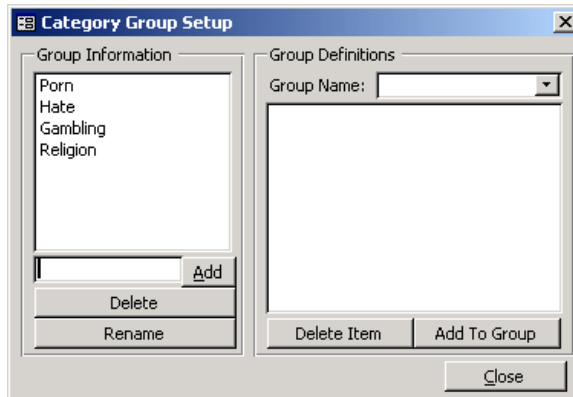 Category Group Setup
Group Information
Porn
Hate
Gambling
Religion
Add
Delete
Rename
Group Definitions
Group Name:
Delete Item
Add To Group
Close